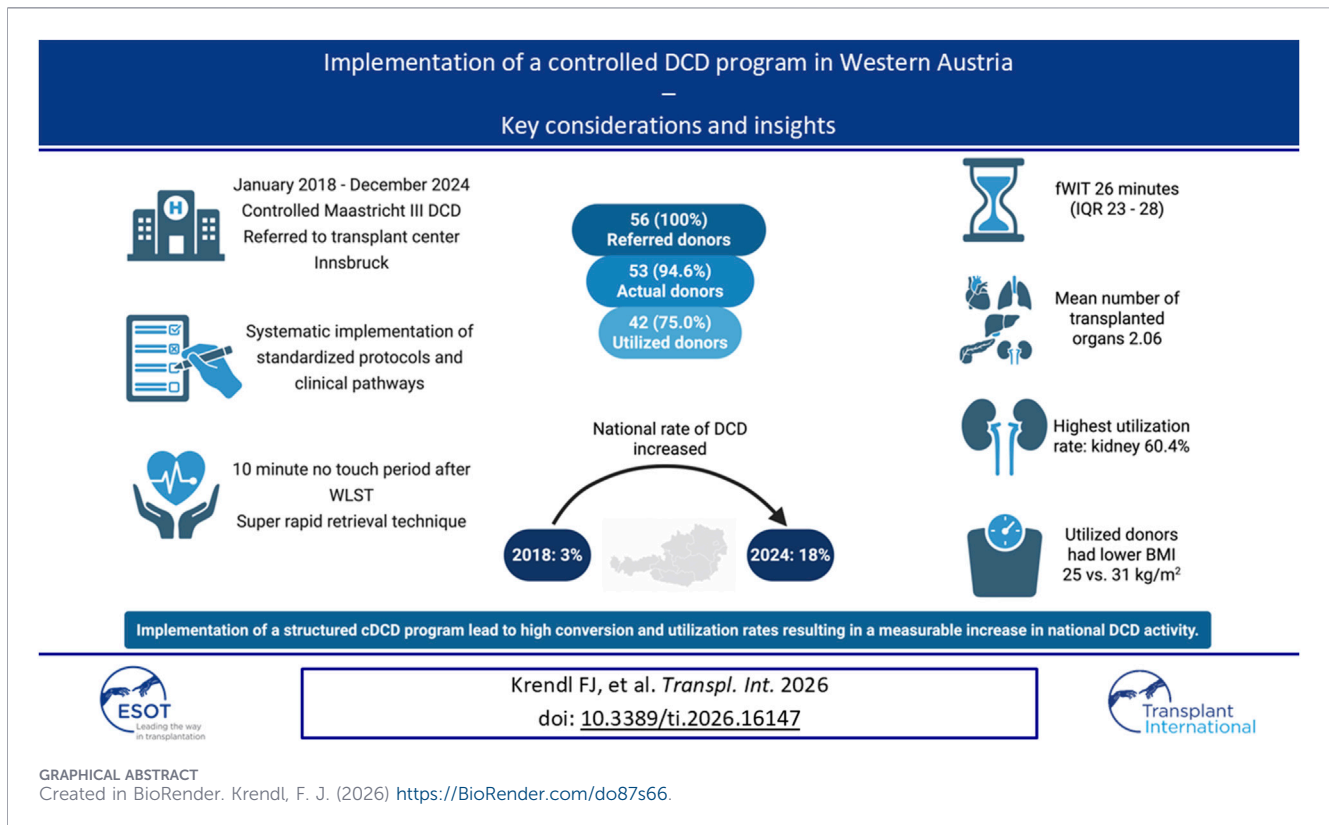 Implementation of a controlled DCD program in Western Austria
–
Key considerations and insights
January 2018 - December 2024
Controlled Maastricht III DCD
Referred to transplant center
Innsbruck
H
Systematic implementation of
standardized protocols and
clinical pathways
10 minute no touch period after
WLST
Super rapid retrieval technique
56 (100%)
Referred donors
53 (94.6%)
Actual donors
42 (75.0%)
Utilized donors
National rate of DCD
increased
2018: 3%
2024: 18%
fWIT 26 minutes
(IQR 23 - 28)
Mean number of
transplanted
organs 2.06
Highest utilization
rate: kidney 60.4%
Utilized donors
had lower BMI
25 vs. 31 kg/m²
Implementation of a structured cDCD program lead to high conversion and utilization rates resulting in a measurable increase in national DCD activity.
ESOT
Leading the way
in transplantation
Krendl FJ, et al. Transpl. Int. 2026
doi: 10.3389/ti.2026.16147
Transplant
International
GRAPHICAL ABSTRACT
Created in BioRender. Krendl, F. J. (2026) https://BioRender.com/do87s66.